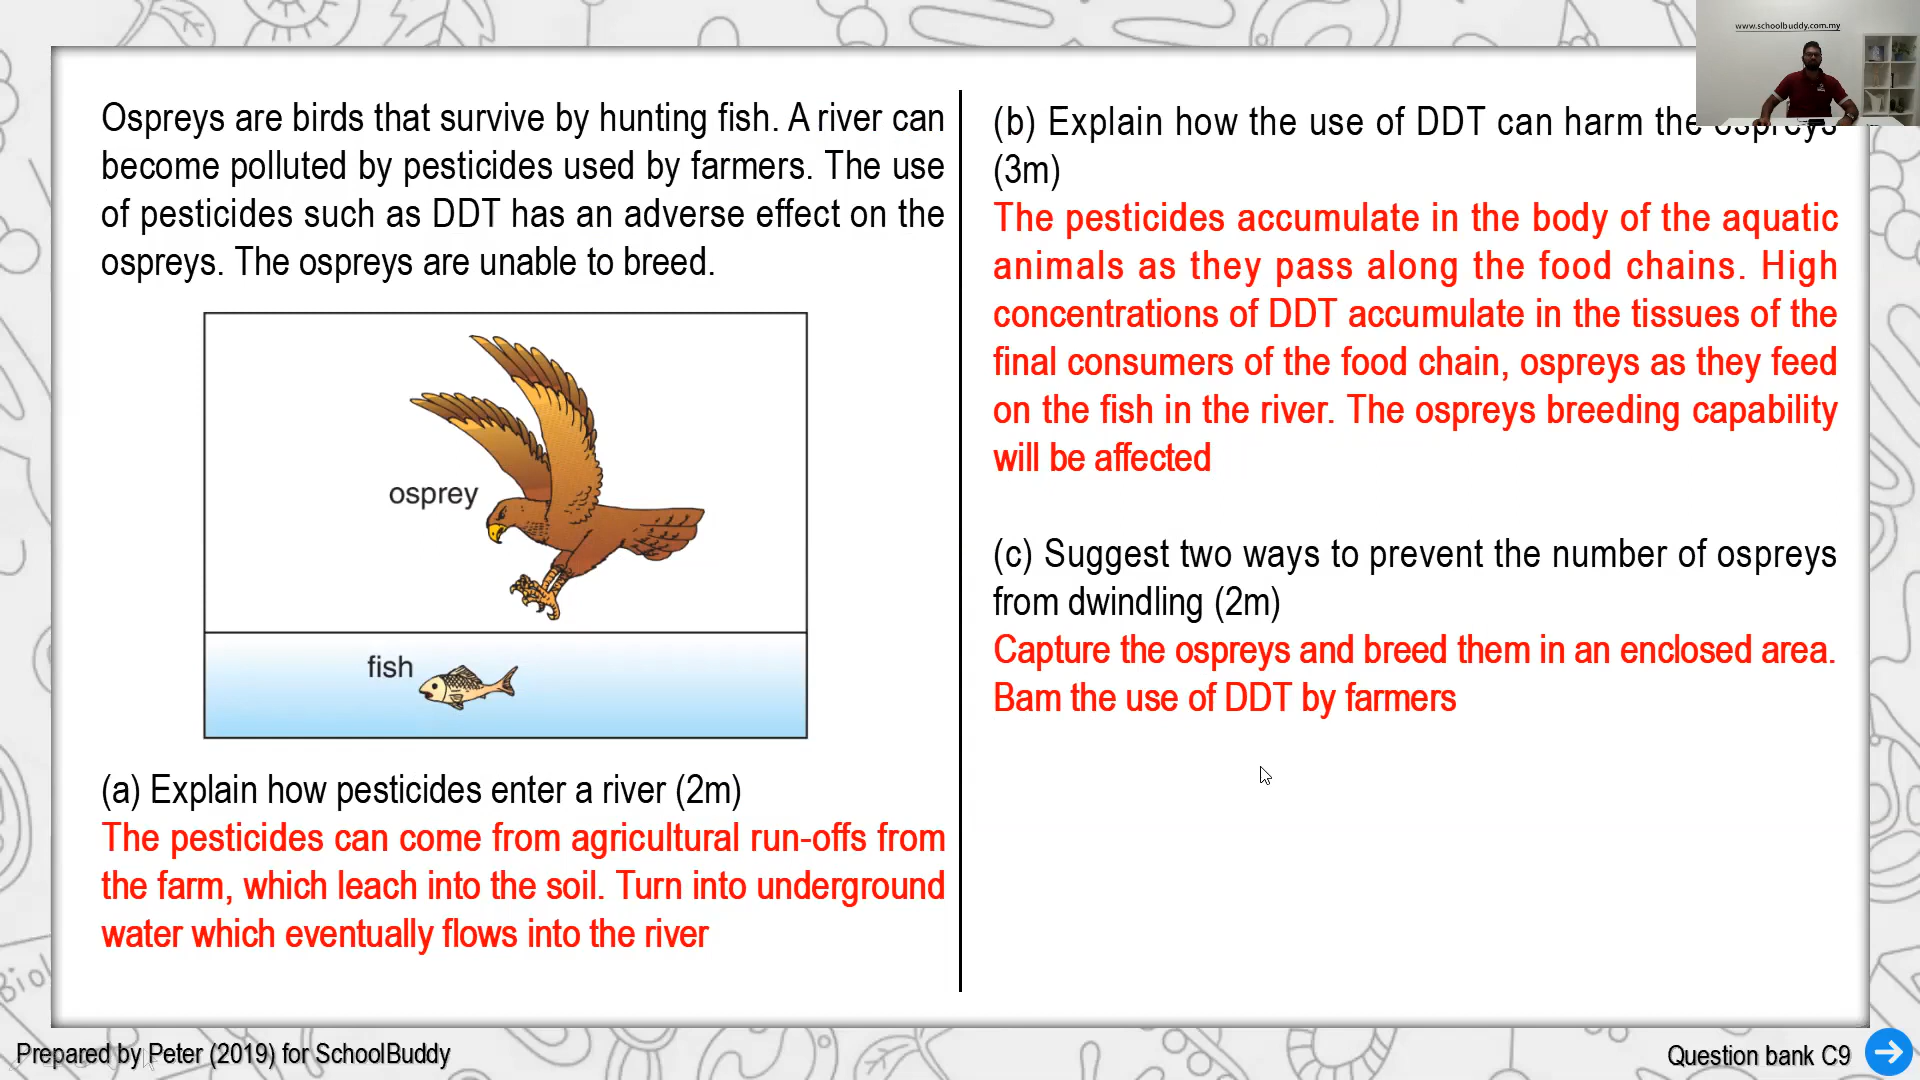 www.schoolbuddy.com.my
Ospreys are birds that survive by hunting fish. A river can
become polluted by pesticides used by farmers. The use
of pesticides such as DDT has an adverse effect on the
ospreys. The ospreys are unable to breed.
osprey
fish
(a) Explain how pesticides enter a river (2m)
The pesticides can come from agricultural run-offs from
the farm, which leach into the soil. Turn into underground
water which eventually flows into the river
(b) Explain how the use of DDT can harm the ospreys
(3m)
The pesticides accumulate in the body of the aquatic
animals as they pass along the food chains. High
concentrations of DDT accumulate in the tissues of the
final consumers of the food chain, ospreys as they feed
on the fish in the river. The ospreys breeding capability
will be affected
(c) Suggest two ways to prevent the number of ospreys
from dwindling (2m)
Capture the ospreys and breed them in an enclosed area.
Bam the use of DDT by farmers
Prepared by Peter (2019) for SchoolBuddy
Question bank C9